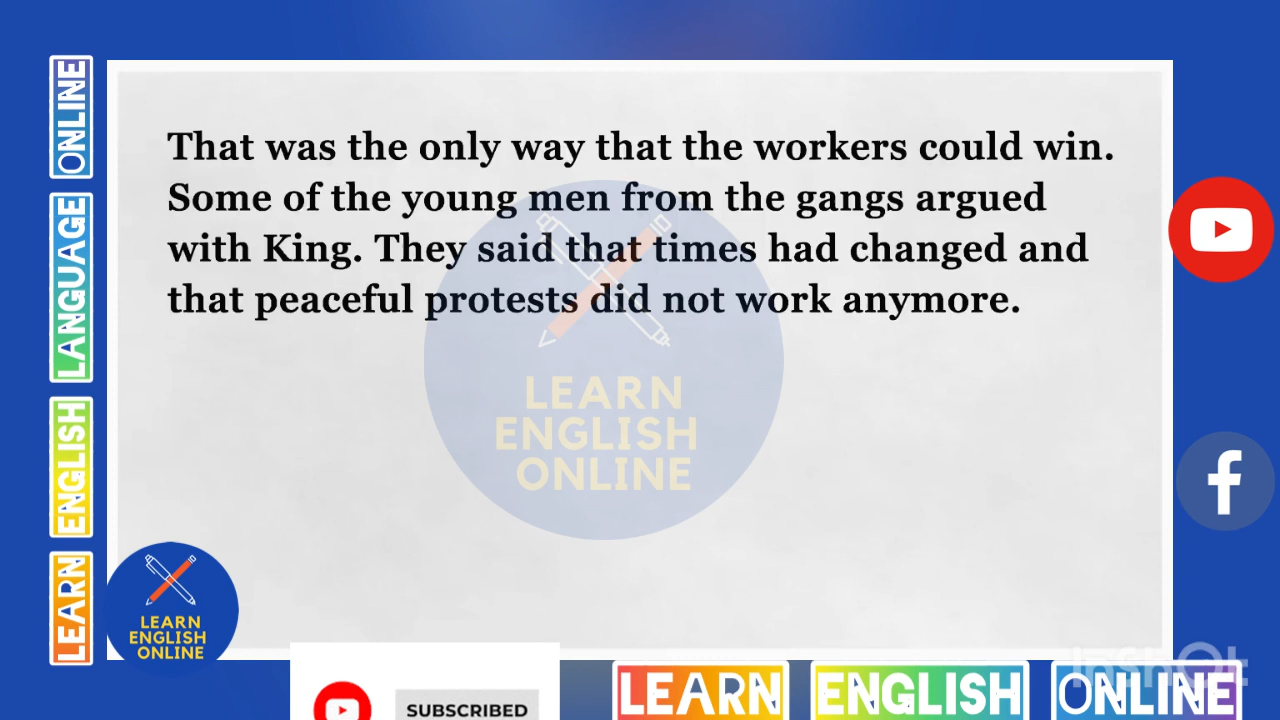 That was the only way that the workers could win.
Some of the young men from the gangs argued
with King. They said that times had changed and
that peaceful protests did not work anymore.
LEARN
ENGLISH
ONLINE
LEARN ENGLISH LANGUAGE ONLINE
LEARN
ENGLISH
ONLINE
SUBSCRIBED
LEARN ENGLISH ONLINE
InShOt